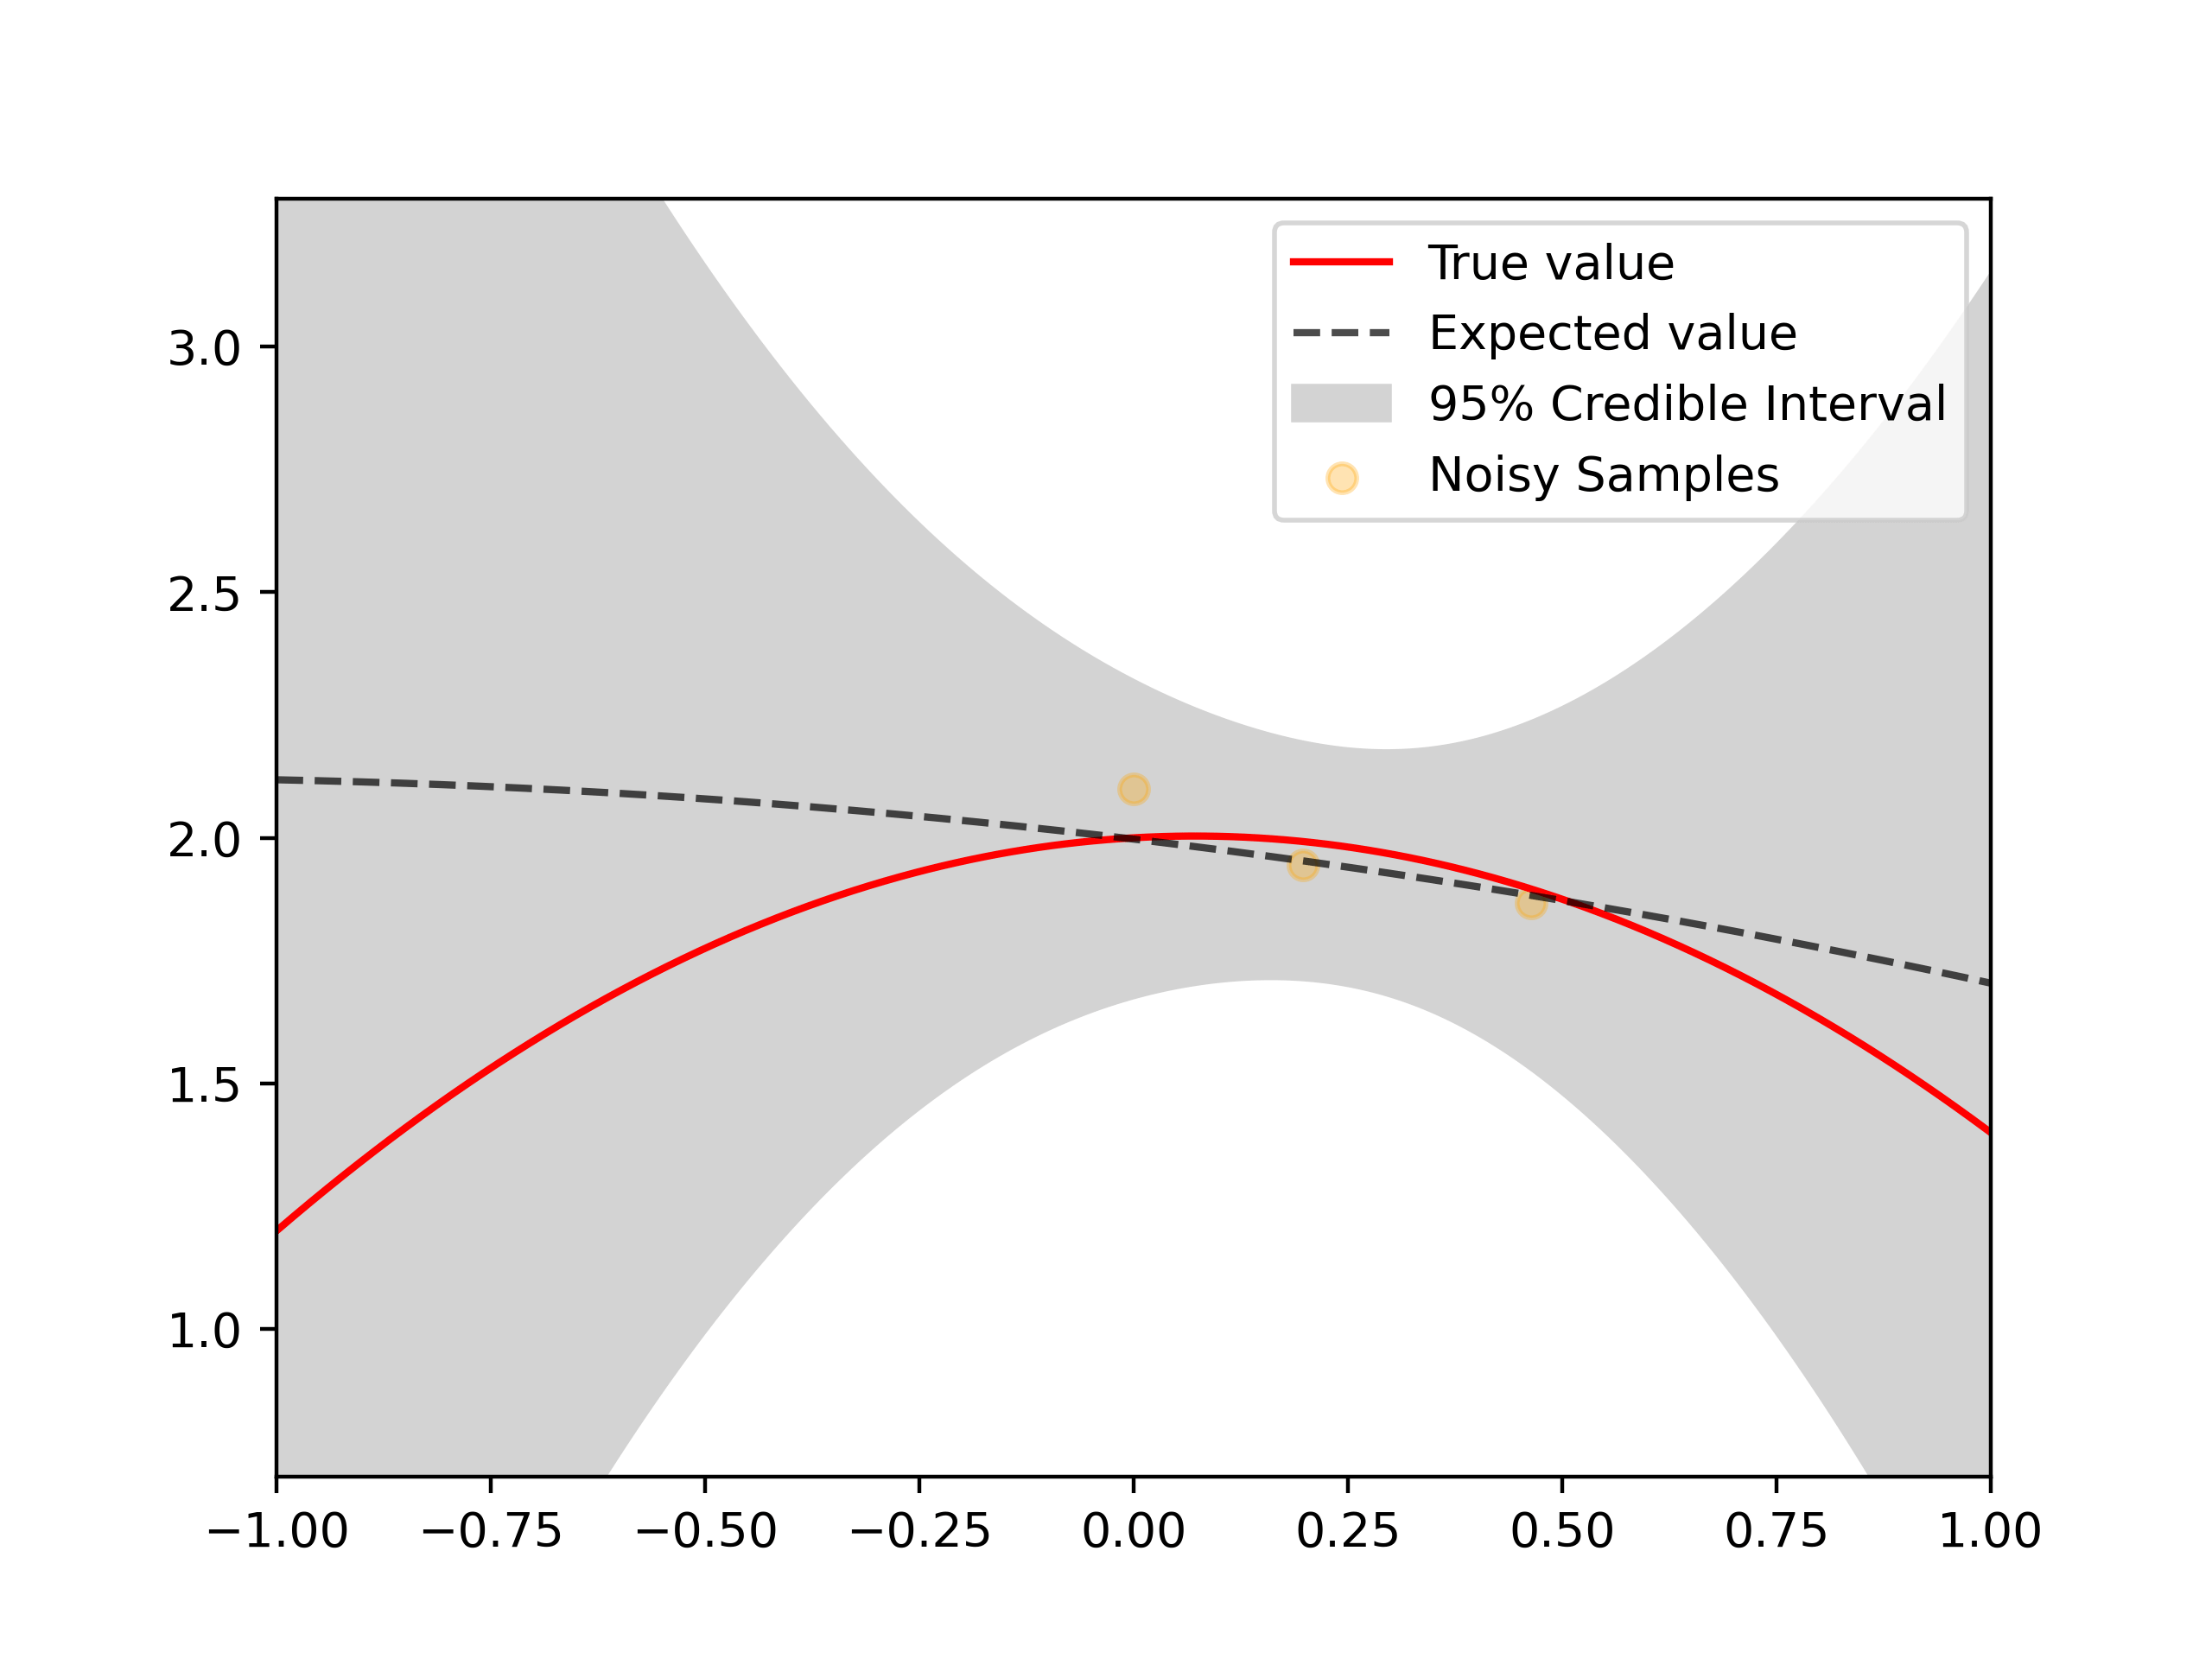 True value
Expected value
95% Credible Interval
Noisy Samples
3.0
2.5
2.0
1.5
1.0
−1.00 −0.75 −0.50 −0.25 0.00 0.25 0.50 0.75 1.00